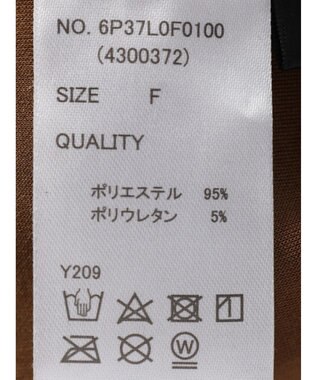 NO. 6P37L0F0100
(4300372)
SIZE F
QUALITY
ポリエステル 95%
ポリウレタン 5%
Y209
W